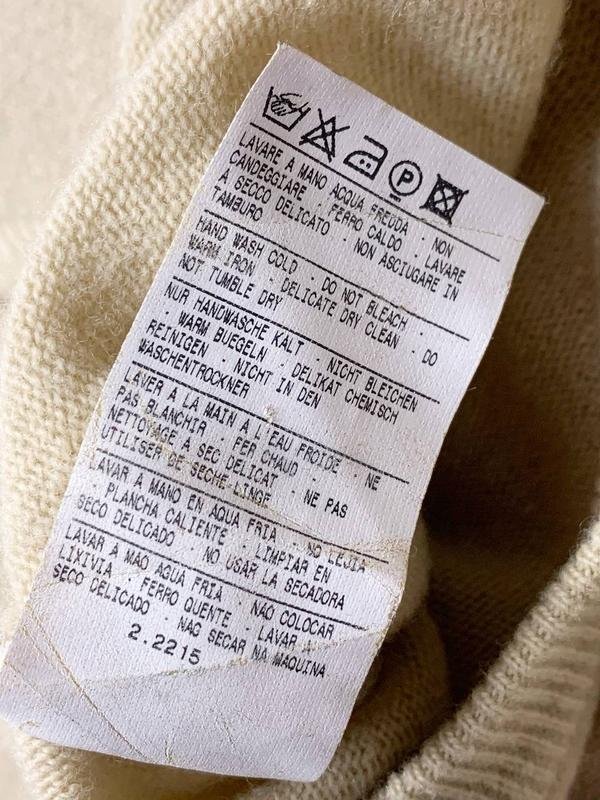 P
LAVARE A MANO ACQUA FREDDA · NON
CANDEGGIARE · FERRO CALDO · LAVARE
A SECCO DELICATO · NON ASCIUGARE IN
TAMBURO
HAND WASH COLD · DO NOT BLEACH ·
WARM IRON · DELICATE DRY CLEAN · DO
NOT TUMBLE DRY
NUR HANDWASCHE KALT · NICHT BLEICHEN
· WARM BUEGELN · DELIKAT CHEMISCH
REINIGEN · NICHT IN DEN
WASCHENTROCKNER
LAVER A LA MAIN A L'EAU FROIDE · NE
PAS BLANCHIR · FER CHAUD ·
NETTOYAGE A SEC DELICAT · NE PAS
UTILISER DE SECHE-LINGE
LAVAR A MANO EN AQUA FRIA · NO LEJIA
· PLANCHA CALIENTE · LIMPIAR EN
SECO DELICADO · NO USAR LA SECADORA
LAVAR A MAO AGUA FRIA · NAO COLOCAR
LIXIVIA · FERRO QUENTE · LAVAR A
SECO DELICADO · NAO SECAR NA MAQUINA
2.2215